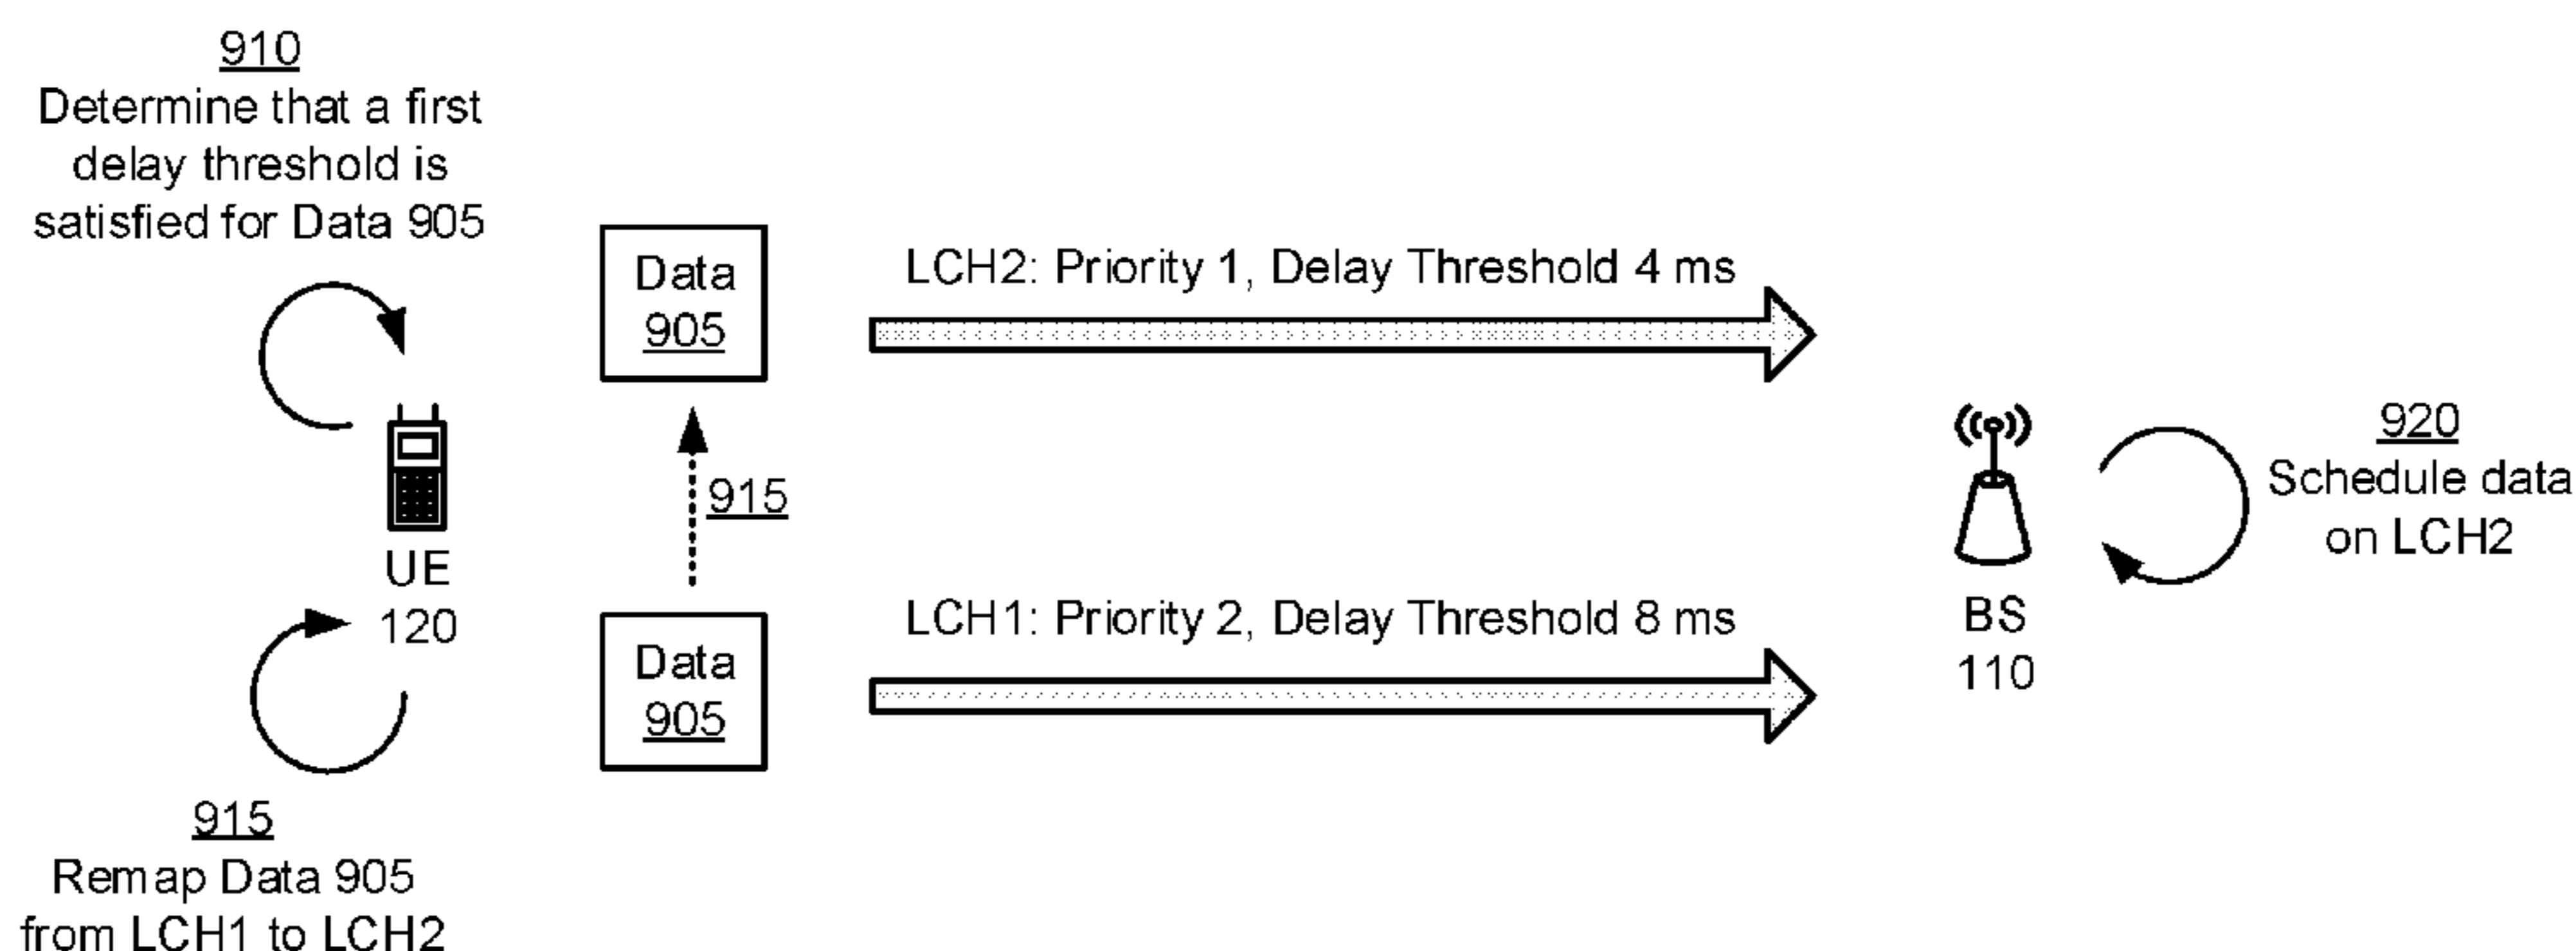 910
Determine that a first
delay threshold is
satisfied for Data 905
Data
905
LCH2: Priority 1, Delay Threshold 4 ms
UE
120
915
920
Schedule data
on LCH2
BS
110
Data
905
LCH1: Priority 2, Delay Threshold 8 ms
915
Remap Data 905
from LCH1 to LCH2